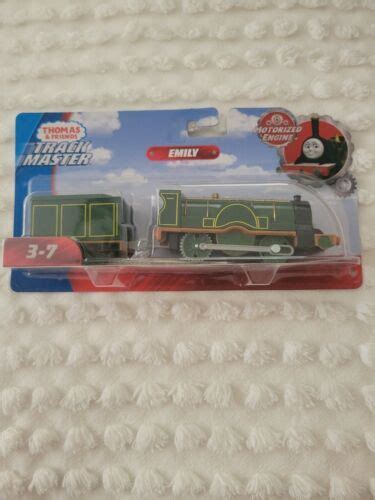 THOMAS
& FRIENDS
TRACK
MASTER
EMILY
MOTORIZED
ENGINE
3-7